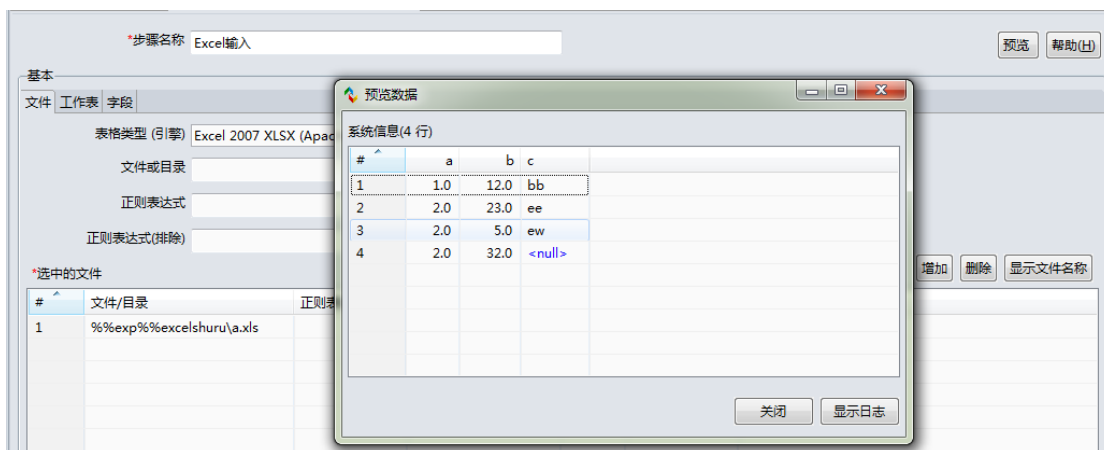 *步骤名称 Excel输入 预览 帮助(H)
基本
文件 工作表 字段
预览数据
表格类型 (引擎) Excel 2007 XLSX (Apac
系统信息(4 行)
文件或目录
# a b c
正则表达式
1 1.0 12.0 bb
2 2.0 23.0 ee
正则表达式(排除)
3 2.0 5.0 ew
4 2.0 32.0 <null>
*选中的文件 增加 删除 显示文件名称
# 文件/目录 正则表
1 %%exp%%excelshuru\a.xls
关闭 显示日志